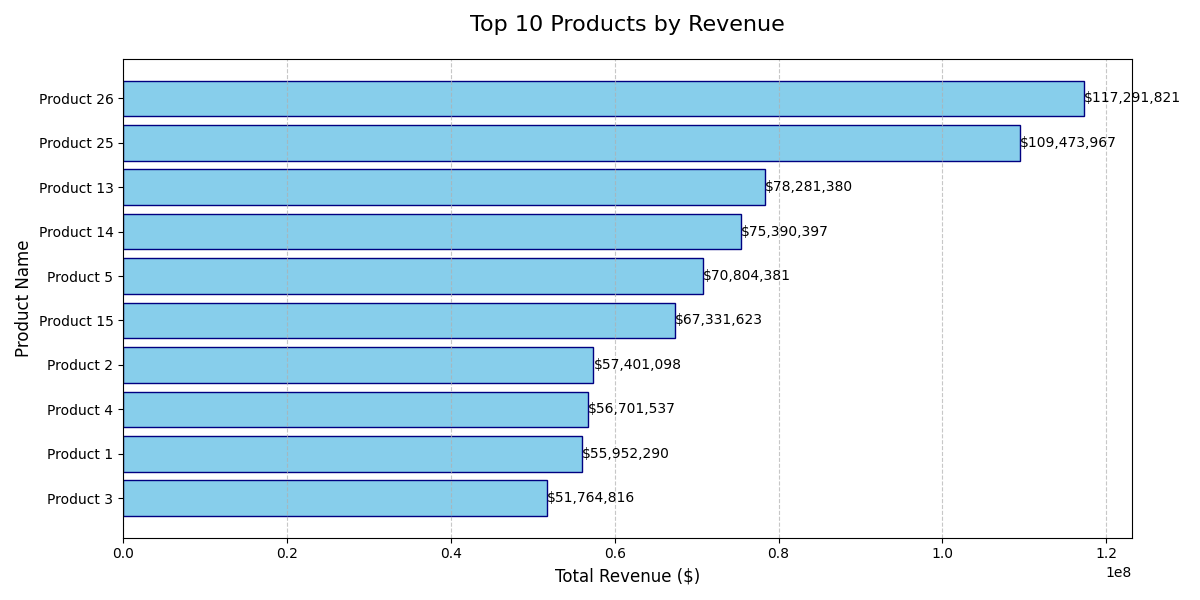 Top 10 Products by Revenue
Product Name
Product 26 $117,291,821
Product 25 $109,473,967
Product 13 $78,281,380
Product 14 $75,390,397
Product 5 $70,804,381
Product 15 $67,331,623
Product 2 $57,401,098
Product 4 $56,701,537
Product 1 $55,952,290
Product 3 $51,764,816
0.0 0.2 0.4 0.6 0.8 1.0 1.2
1e8
Total Revenue ($)